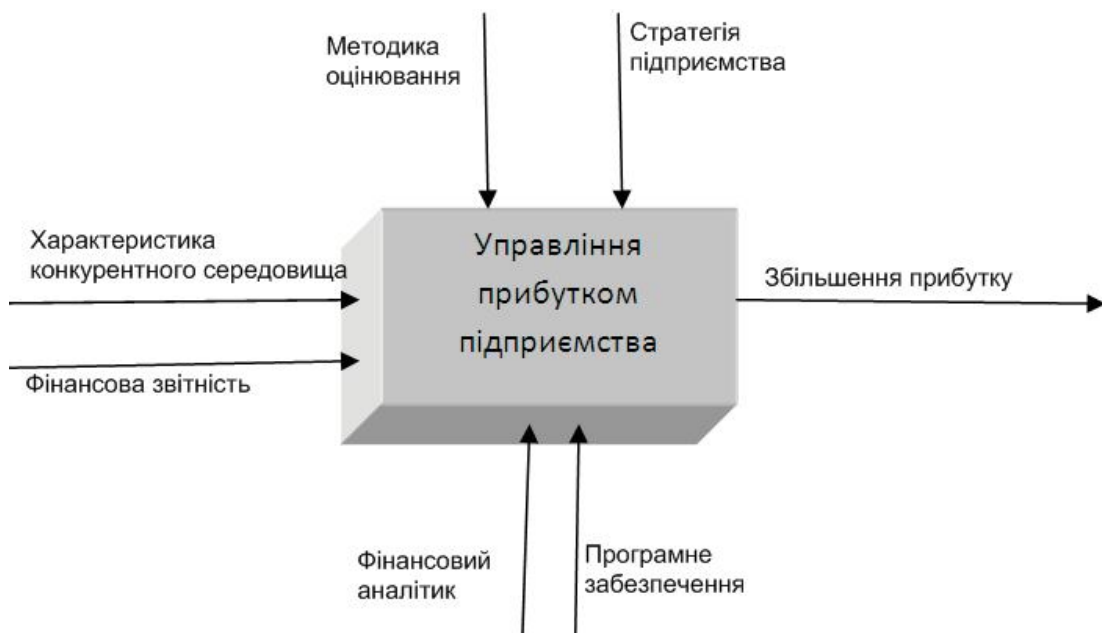 Методика
оцінювання
Стратегія
підприємства
Характеристика
конкурентного середовища
Управління
прибутком
підприємства
Збільшення прибутку
Фінансова звітність
Фінансовий
аналітик
Програмне
забезпечення